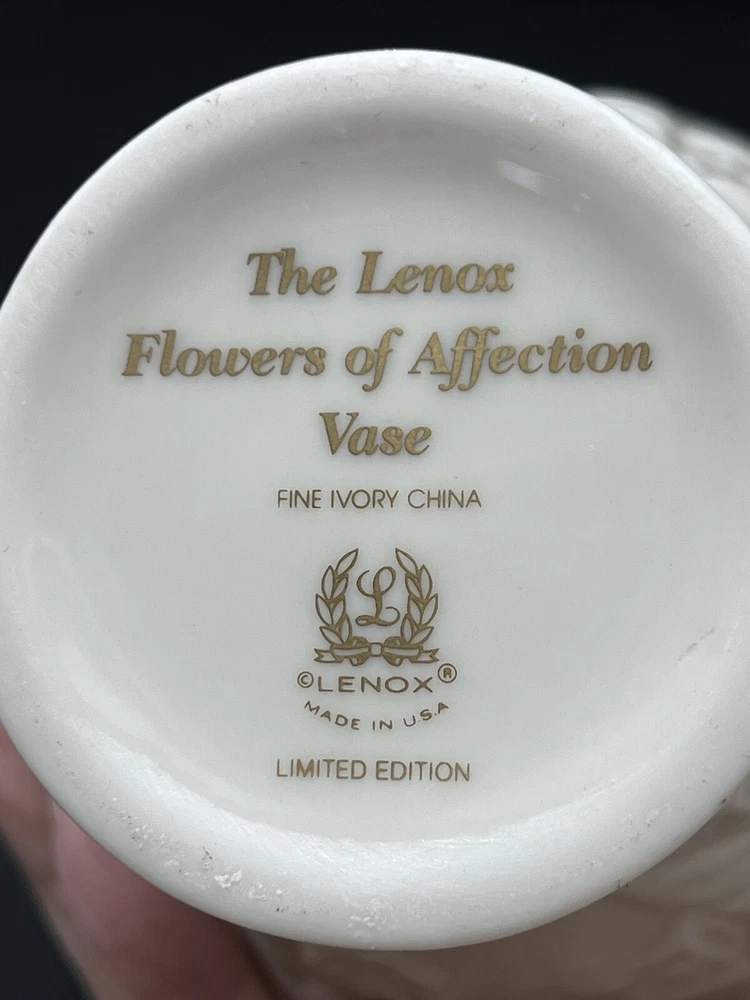 The Lenox
Flowers of Affection
Vase
FINE IVORY CHINA
L
©LENOX®
MADE IN U.S.A
LIMITED EDITION